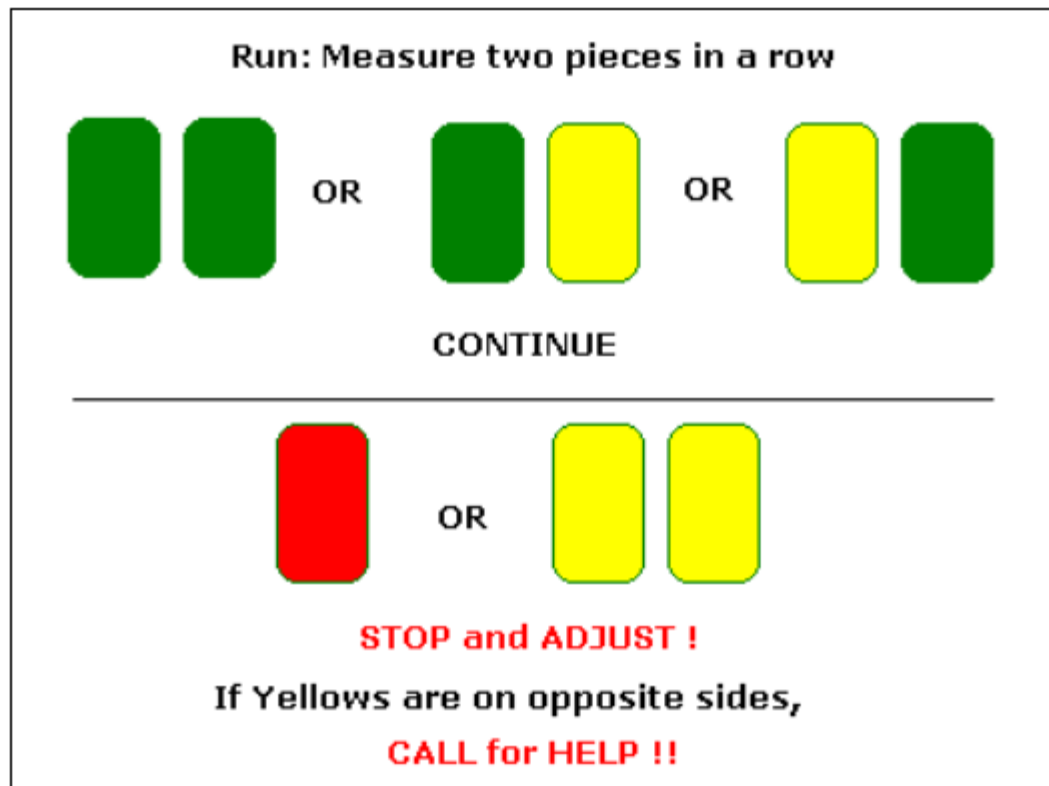 Run: Measure two pieces in a row
OR
OR
CONTINUE
OR
STOP and ADJUST !
If Yellows are on opposite sides,
CALL for HELP !!